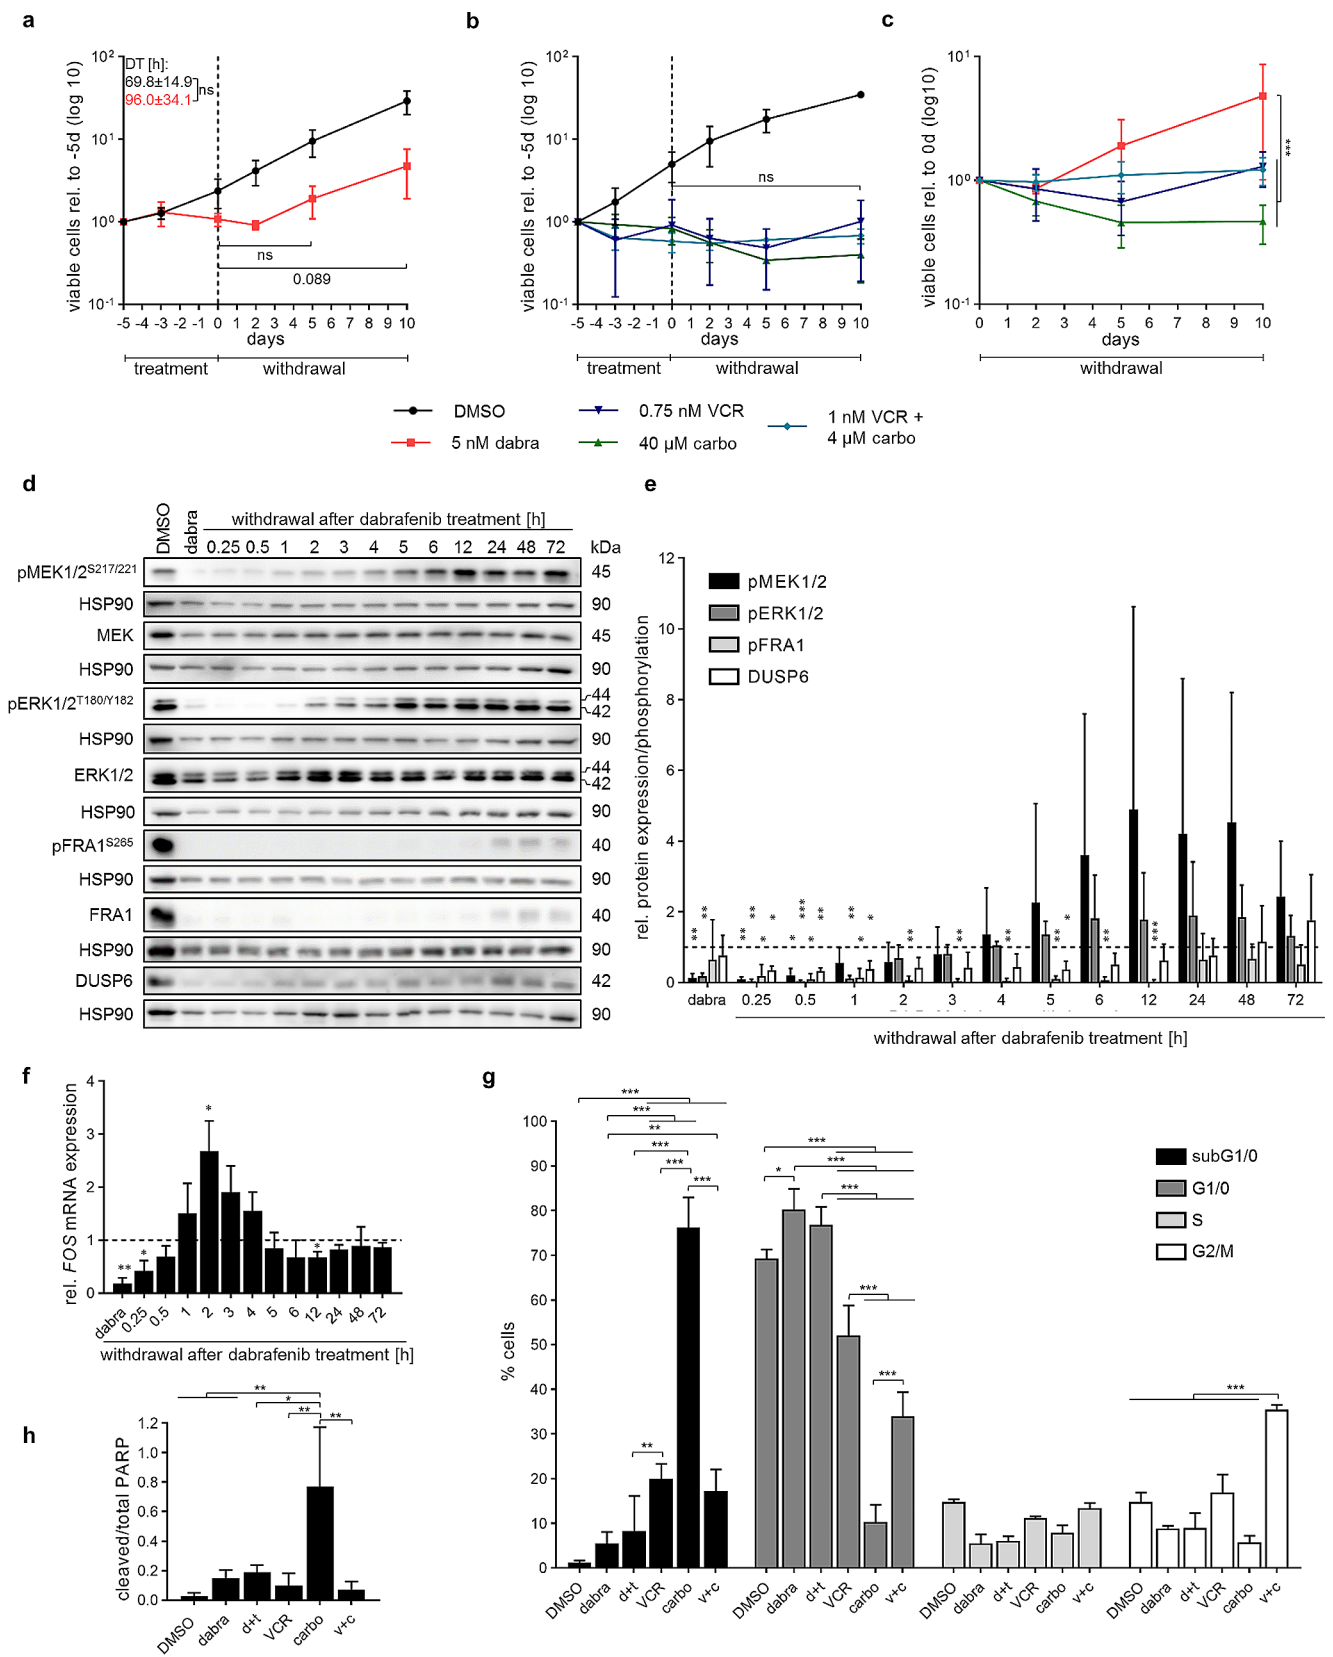 a
b
c
viable cells rel. to -5d (log 10)
10²
10¹
10⁰
10⁻¹
DT [h]:
69.8±14.9
96.0±34.1
ns
ns
0.089
-5 -4 -3 -2 -1 0 1 2 3 4 5 6 7 8 9 10
days
treatment
withdrawal
viable cells rel. to -5d (log 10)
10²
10¹
10⁰
10⁻¹
ns
-5 -4 -3 -2 -1 0 1 2 3 4 5 6 7 8 9 10
days
treatment
withdrawal
viable cells rel. to 0d (log10)
10¹
10⁰
10⁻¹
***
0 1 2 3 4 5 6 7 8 9 10
days
withdrawal
DMSO
5 nM dabra
0.75 nM VCR
40 µM carbo
1 nM VCR +
4 µM carbo
d
DMSO
dabra
withdrawal after dabrafenib treatment [h]
0.25 0.5 1 2 3 4 5 6 12 24 48 72
kDa
pMEK1/2S217/221 45
HSP90 90
MEK 45
HSP90 90
pERK1/2T180/Y182 44
42
HSP90 90
ERK1/2 44
42
HSP90 90
pFRA1S265 40
HSP90 90
FRA1 40
HSP90 90
DUSP6 42
HSP90 90
e
rel. protein expression/phosphorylation
12
10
8
6
4
2
0
pMEK1/2
pERK1/2
pFRA1
DUSP6
** ** ** ** * * * *** * ** ** * * ** ** ** ** * ** ***
dabra 0.25 0.5 1 2 3 4 5 6 12 24 48 72
withdrawal after dabrafenib treatment [h]
f
rel. FOS mRNA expression
4
3
2
1
0
** * * *
dabra 0.25 0.5 1 2 3 4 5 6 12 24 48 72
withdrawal after dabrafenib treatment [h]
g
% cells
100
90
80
70
60
50
40
30
20
10
0
***
***
**
***
***
***
**
***
***
*
***
***
***
***
subG1/0
G1/0
S
G2/M
DMSO dabra d+t VCR carbo v+c DMSO dabra d+t VCR carbo v+c DMSO dabra d+t VCR carbo v+c DMSO dabra d+t VCR carbo v+c
h
cleaved/total PARP
1.2
1.0
0.8
0.6
0.4
0.2
0.0
**
*
**
**
DMSO dabra d+t VCR carbo v+c